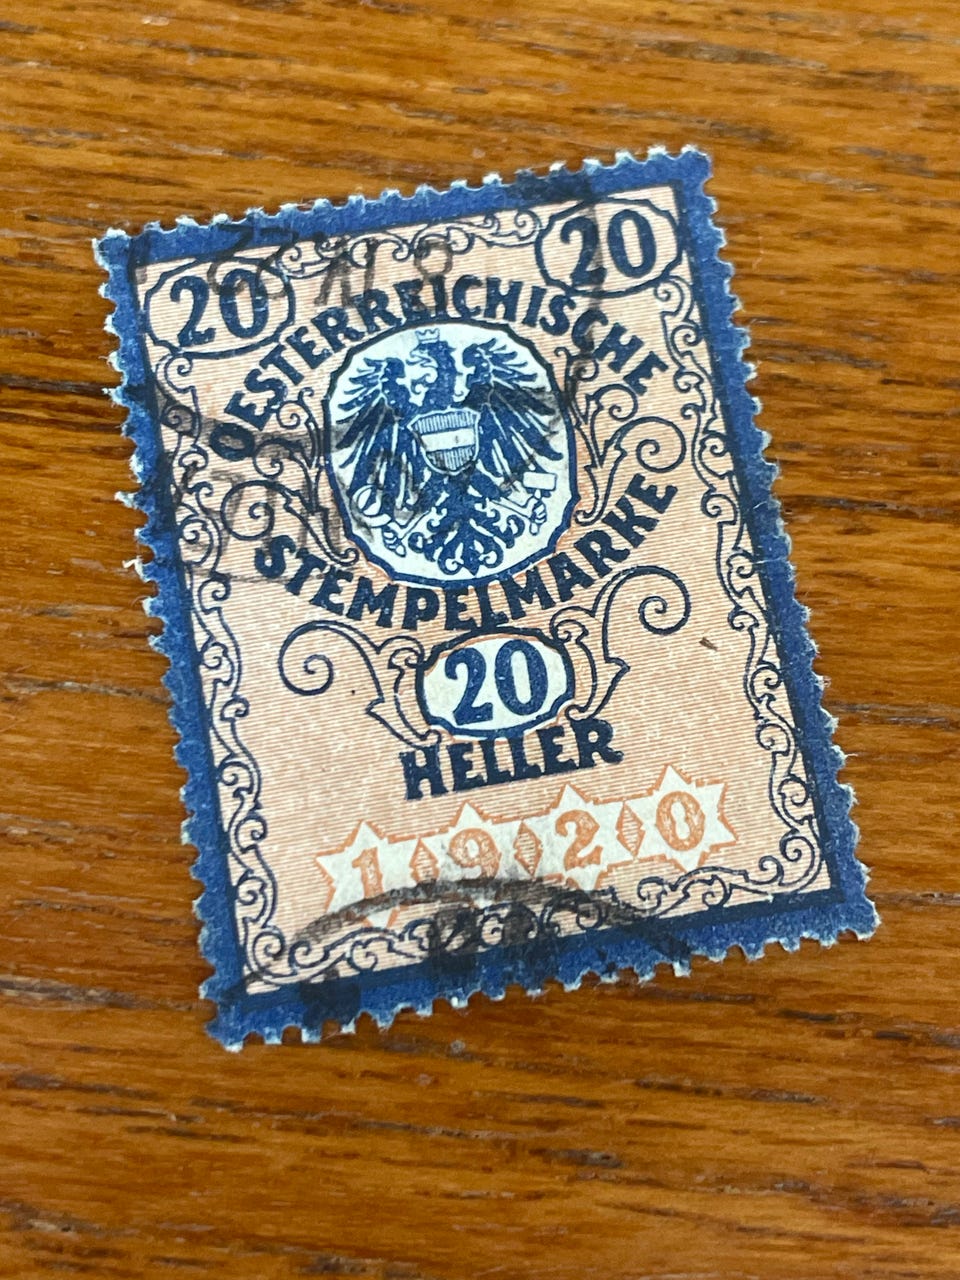 20 20
OESTERREICHISCHE
STEMPELMARKE
20
HELLER
1920